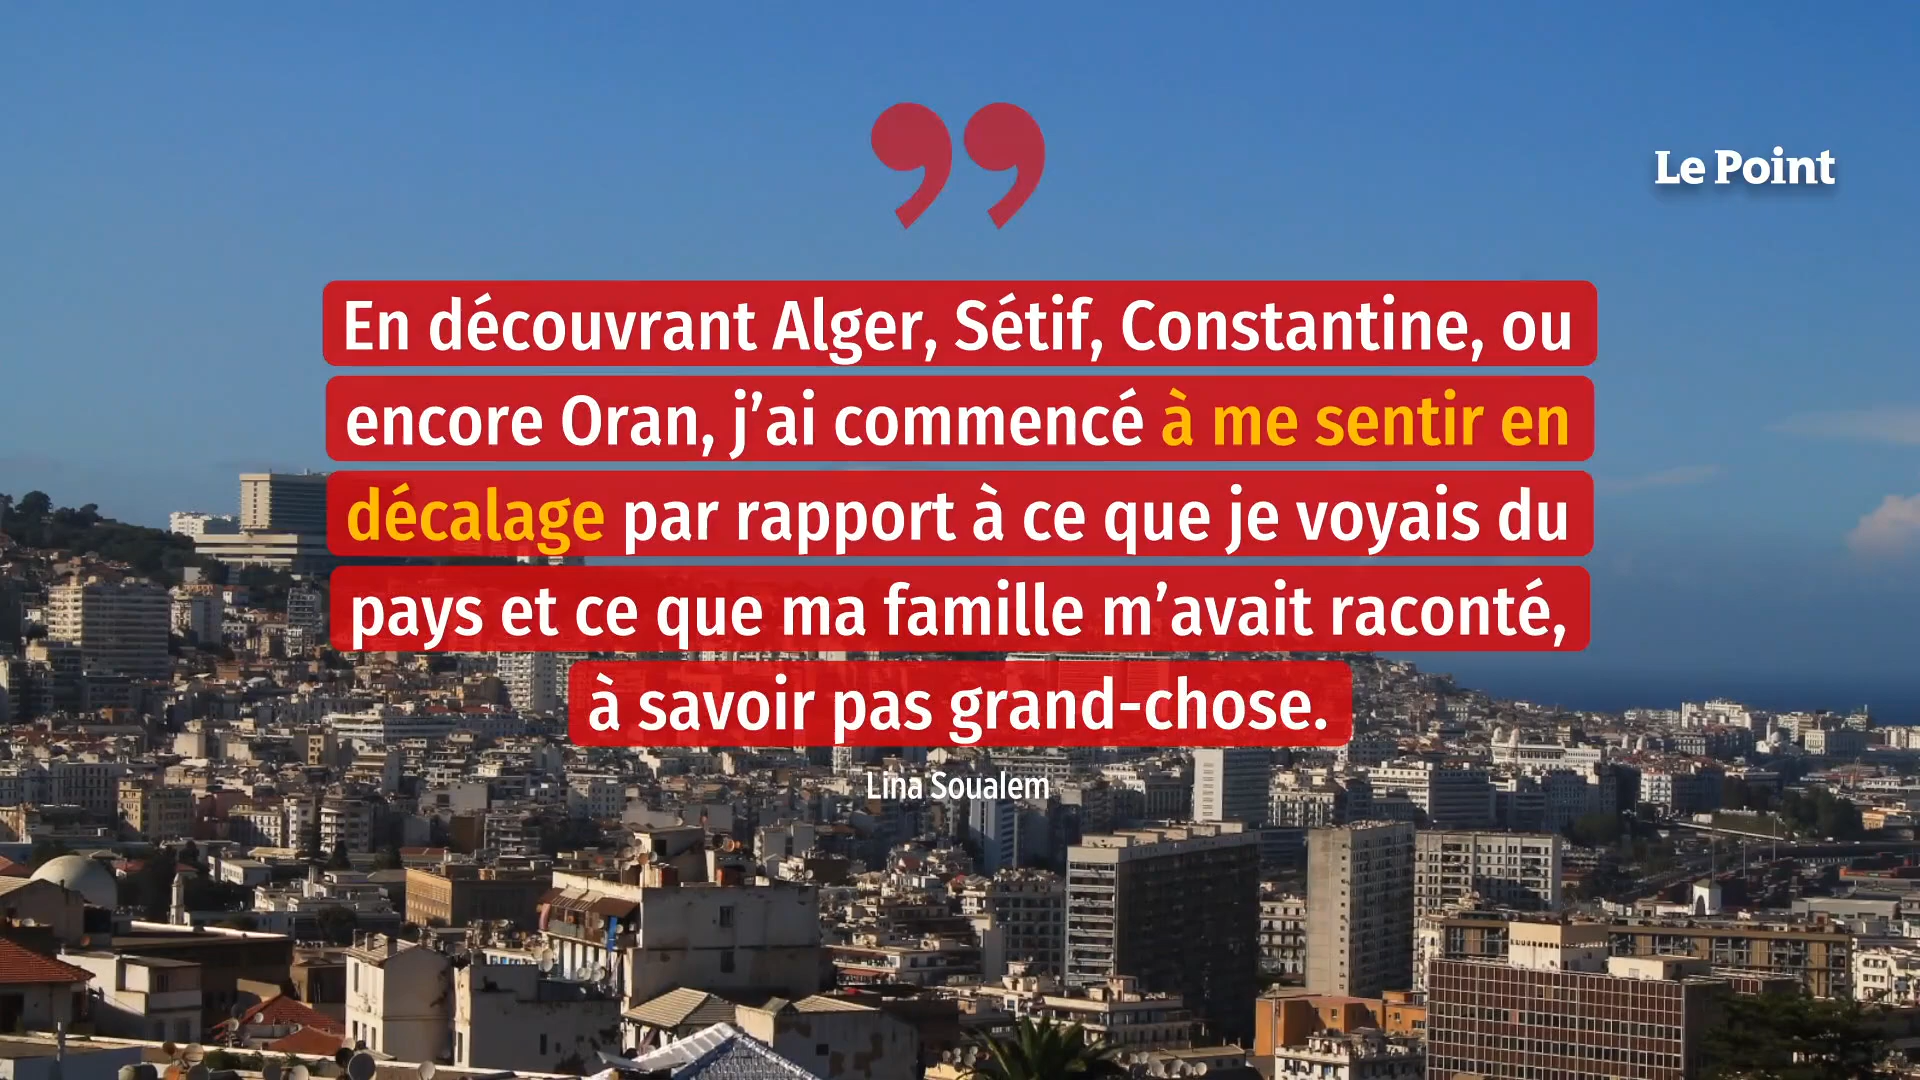 Le Point
En découvrant Alger, Sétif, Constantine, ou
encore Oran, j’ai commencé à me sentir en
décalage par rapport à ce que je voyais du
pays et ce que ma famille m’avait raconté,
à savoir pas grand-chose.
Lina Soualem